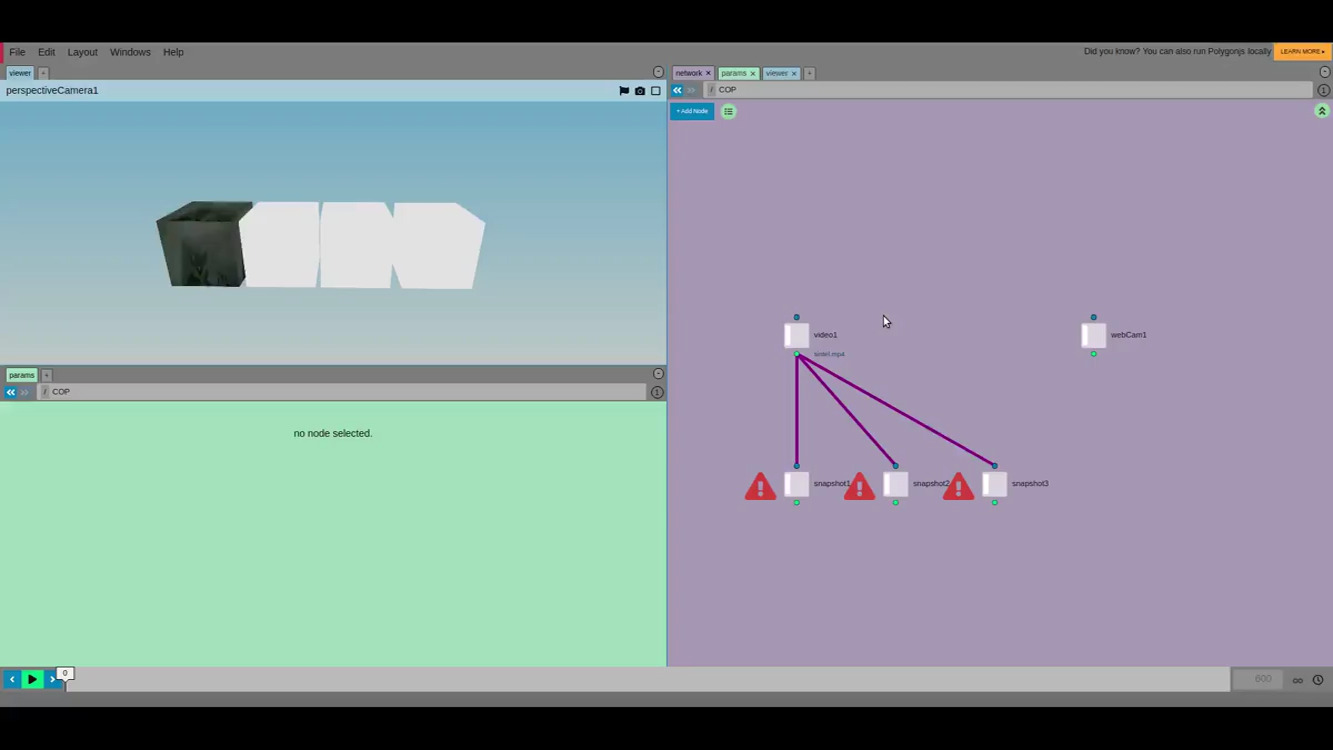 File Edit Layout Windows Help
Did you know? You can also run Polygonjs locally LEARN MORE ▸
viewer +
network × params × viewer × +
perspectiveCamera1
/ COP
1
+ Add Node
video1
webCam1
sintel.mp4
params +
/ COP
1
no node selected.
snapshot1 snapshot2 snapshot3
0
600